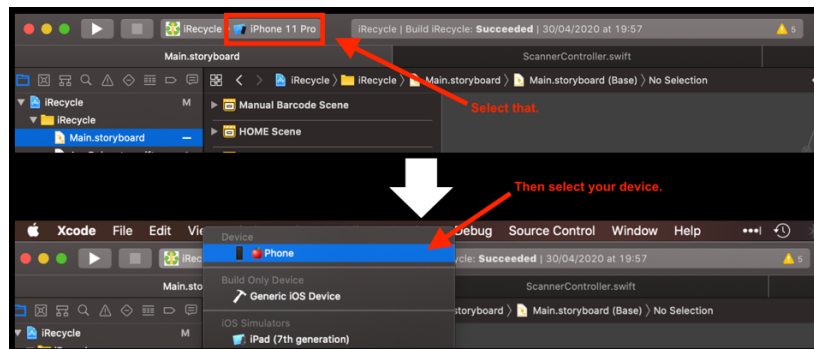 iRecycle iPhone 11 Pro iRecycle | Build iRecycle: Succeeded | 30/04/2020 at 19:57 5
Main.storyboard ScannerController.swift
iRecycle iRecycle Main.storyboard Main.storyboard (Base) No Selection
iRecycle M Manual Barcode Scene
Select that.
iRecycle
Main.storyboard HOME Scene
Then select your device.
Xcode File Edit Debug Source Control Window Help
Device
Phone
iRec ycle: Succeeded | 30/04/2020 at 19:57 5
Build Only Device
Main.sto Generic iOS Device ScannerController.swift
storyboard Main.storyboard (Base) No Selection
iOS Simulators
iRecycle M iPad (7th generation)